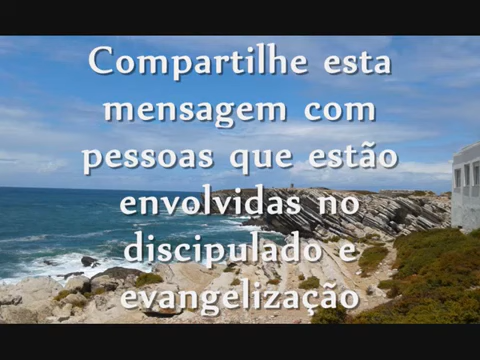 Compartilhe esta
mensagem com
pessoas que estão
envolvidas no
discipulado e
evangelização